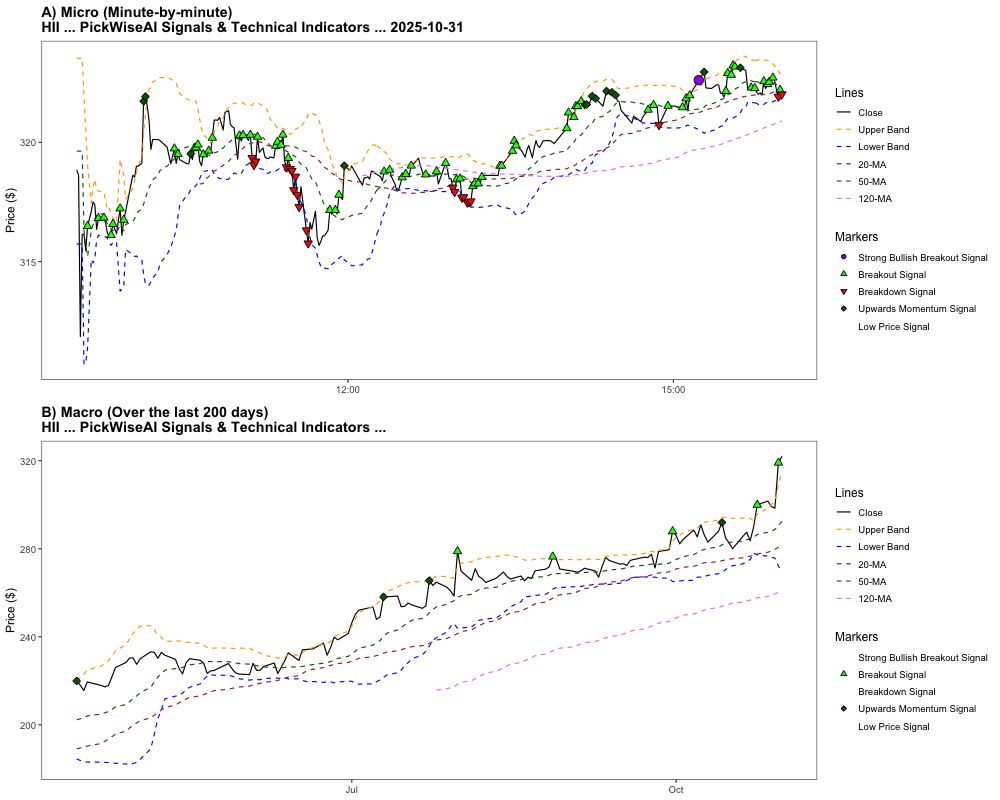 A) Micro (Minute-by-minute)
HII ... PickWiseAI Signals & Technical Indicators ... 2025-10-31
Price ($)
320
315
12:00
15:00
Lines
Close
Upper Band
Lower Band
20-MA
50-MA
120-MA
Markers
Strong Bullish Breakout Signal
Breakout Signal
Breakdown Signal
Upwards Momentum Signal
Low Price Signal
B) Macro (Over the last 200 days)
HII ... PickWiseAI Signals & Technical Indicators ...
Price ($)
320
280
240
200
Jul
Oct
Lines
Close
Upper Band
Lower Band
20-MA
50-MA
120-MA
Markers
Strong Bullish Breakout Signal
Breakout Signal
Breakdown Signal
Upwards Momentum Signal
Low Price Signal